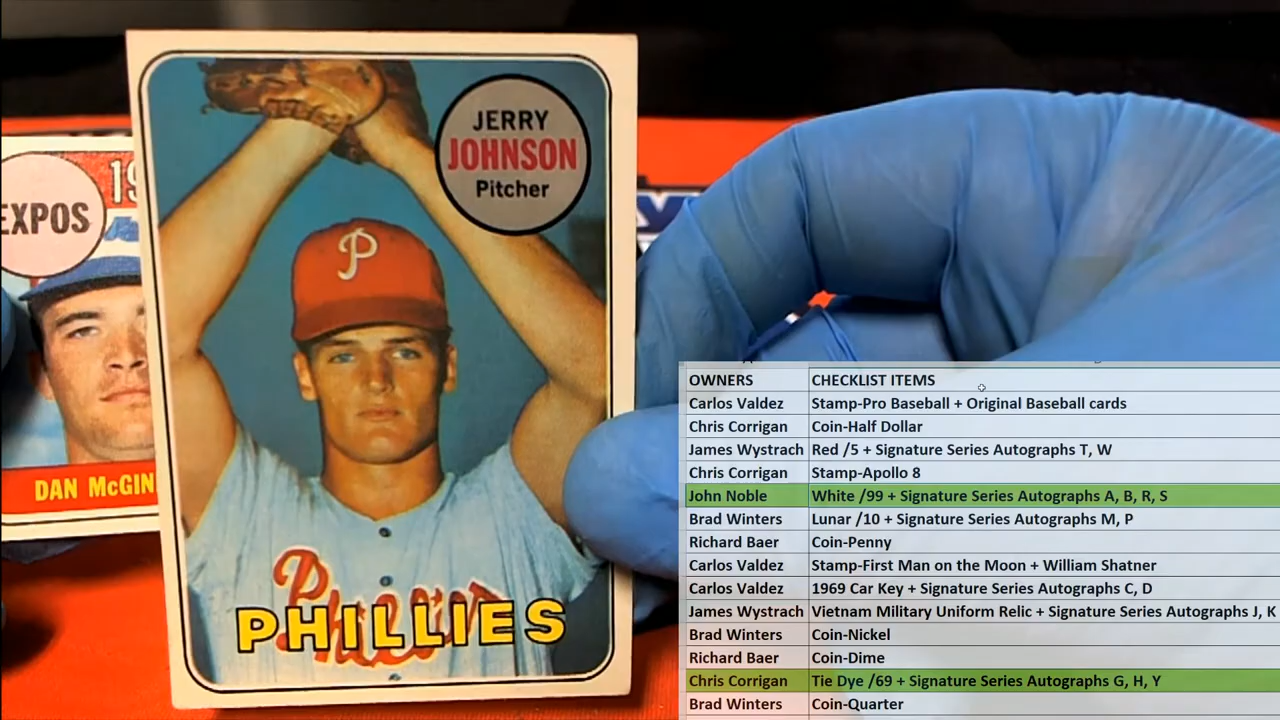 JERRY
JOHNSON
Pitcher
EXPOS
19
P
Phillies
PHILLIES
DAN McGIN
OWNERS CHECKLIST ITEMS
Carlos Valdez Stamp-Pro Baseball + Original Baseball cards
Chris Corrigan Coin-Half Dollar
James Wystrach Red /5 + Signature Series Autographs T, W
Chris Corrigan Stamp-Apollo 8
John Noble White /99 + Signature Series Autographs A, B, R, S
Brad Winters Lunar /10 + Signature Series Autographs M, P
Richard Baer Coin-Penny
Carlos Valdez Stamp-First Man on the Moon + William Shatner
Carlos Valdez 1969 Car Key + Signature Series Autographs C, D
James Wystrach Vietnam Military Uniform Relic + Signature Series Autographs J, K
Brad Winters Coin-Nickel
Richard Baer Coin-Dime
Chris Corrigan Tie Dye /69 + Signature Series Autographs G, H, Y
Brad Winters Coin-Quarter